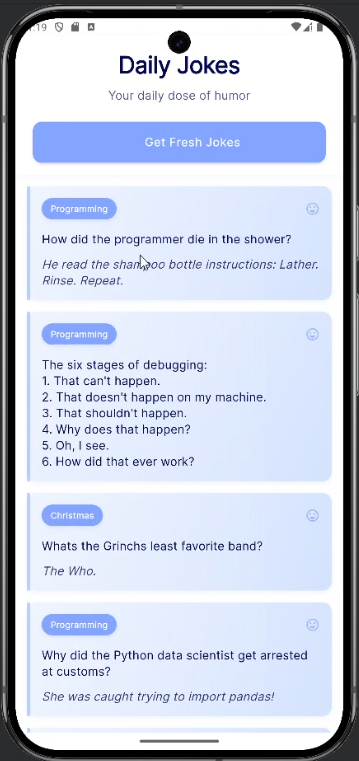 :19
Daily Jokes
Your daily dose of humor
Get Fresh Jokes
Programming
How did the programmer die in the shower?
He read the shampoo bottle instructions: Lather.
Rinse. Repeat.
Programming
The six stages of debugging:
1. That can't happen.
2. That doesn't happen on my machine.
3. That shouldn't happen.
4. Why does that happen?
5. Oh, I see.
6. How did that ever work?
Christmas
Whats the Grinchs least favorite band?
The Who.
Programming
Why did the Python data scientist get arrested
at customs?
She was caught trying to import pandas!